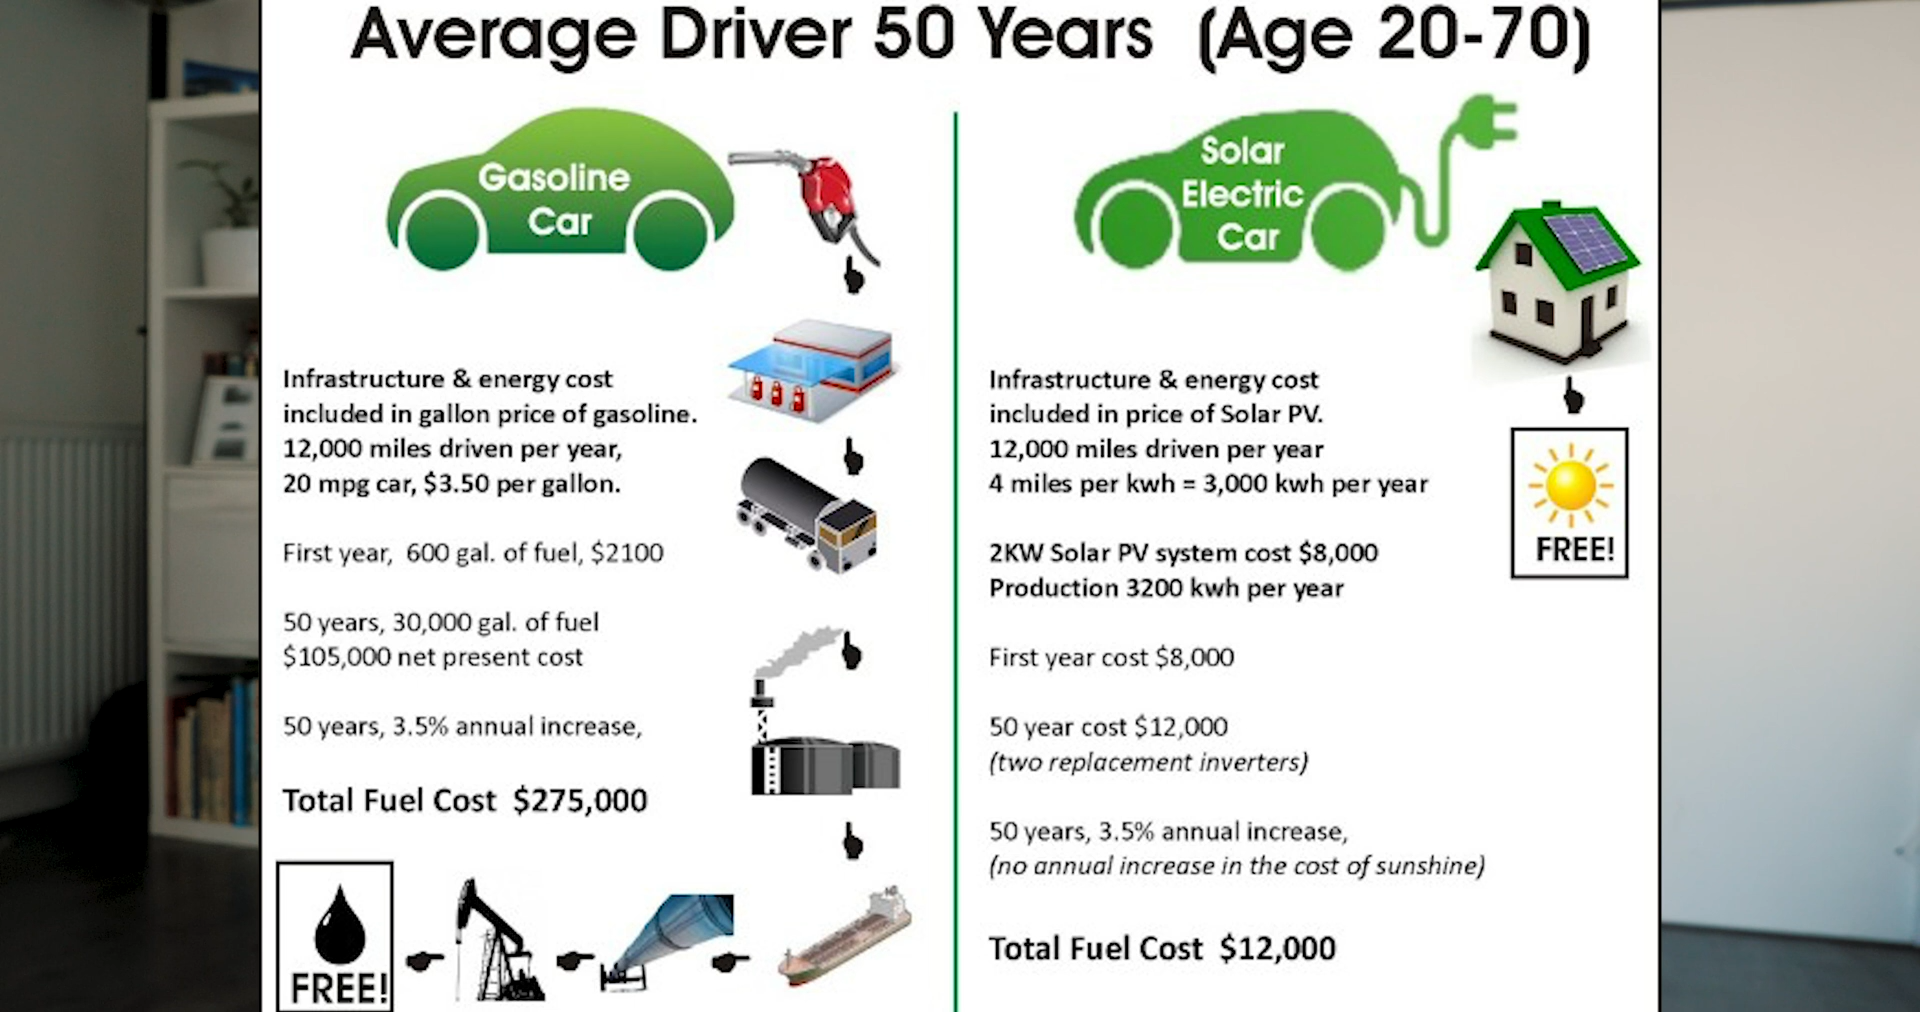 Average Driver 50 Years (Age 20-70)
Gasoline
Car
Infrastructure & energy cost
included in gallon price of gasoline.
12,000 miles driven per year,
20 mpg car, $3.50 per gallon.
First year, 600 gal. of fuel, $2100
50 years, 30,000 gal. of fuel
$105,000 net present cost
50 years, 3.5% annual increase,
Total Fuel Cost $275,000
FREE!
Solar
Electric
Car
Infrastructure & energy cost
included in price of Solar PV.
12,000 miles driven per year
4 miles per kwh = 3,000 kwh per year
2KW Solar PV system cost $8,000
Production 3200 kwh per year
First year cost $8,000
50 year cost $12,000
(two replacement inverters)
50 years, 3.5% annual increase,
(no annual increase in the cost of sunshine)
Total Fuel Cost $12,000
FREE!